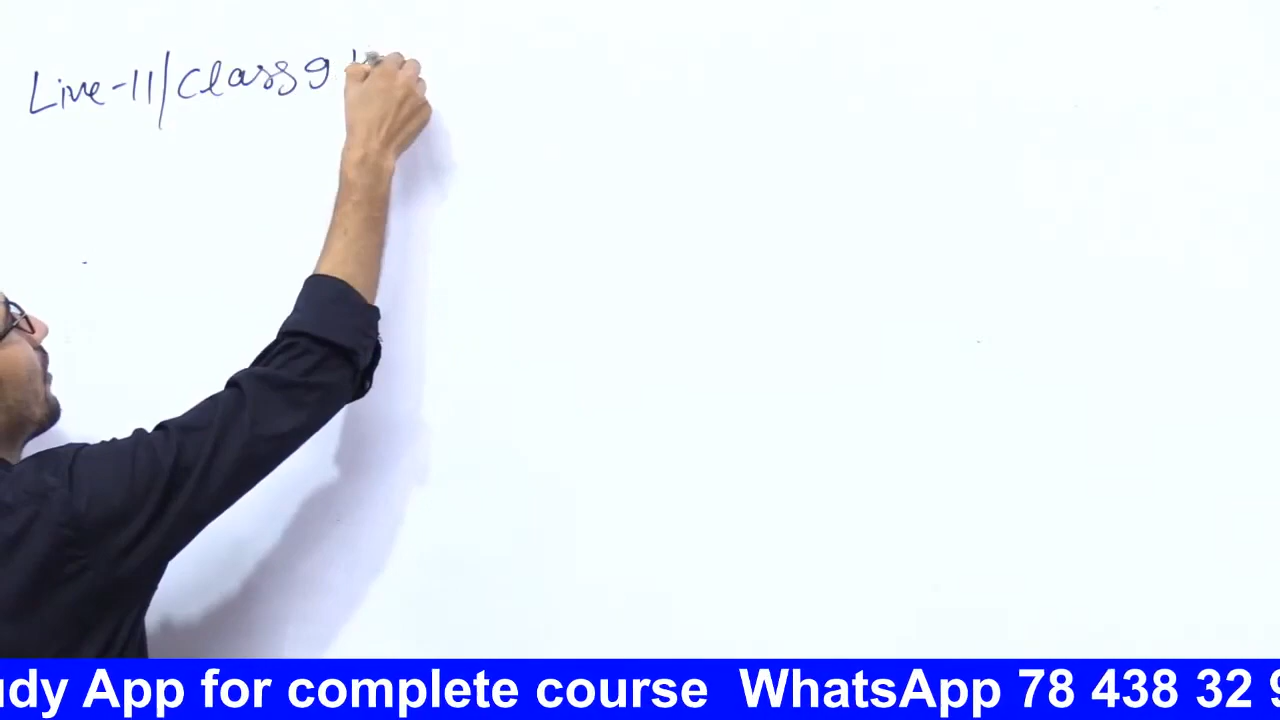 Live-11/class 9
udy App for complete course WhatsApp 78 438 32 9